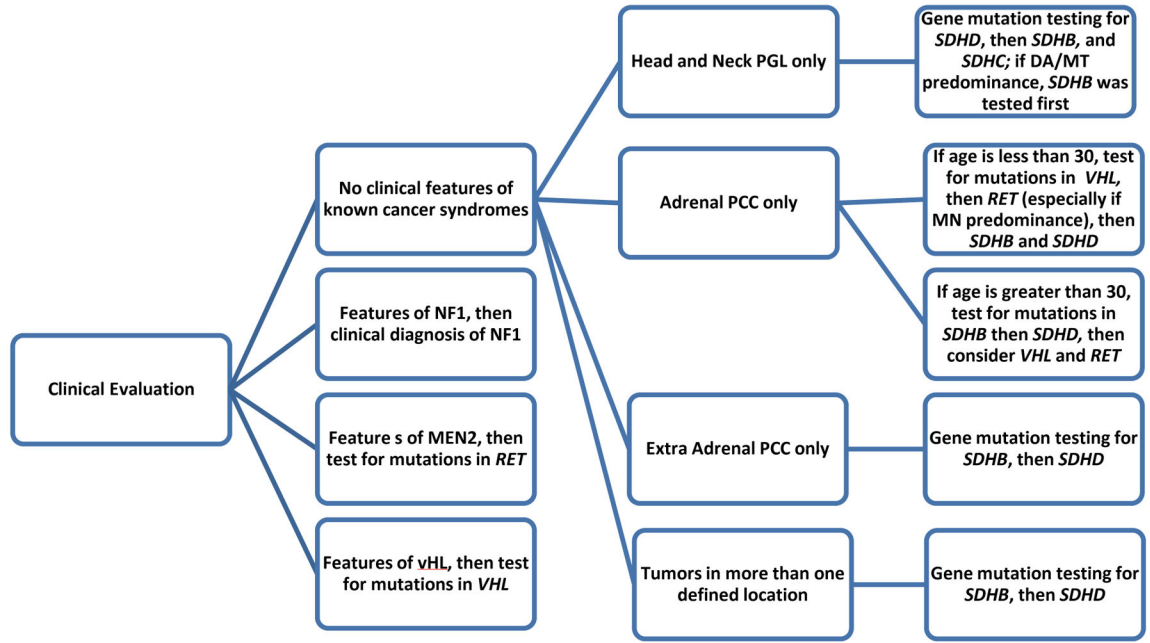 Clinical Evaluation
No clinical features of
known cancer syndromes
Features of NF1, then
clinical diagnosis of NF1
Feature s of MEN2, then
test for mutations in RET
Features of vHL, then test
for mutations in VHL
Head and Neck PGL only
Adrenal PCC only
Extra Adrenal PCC only
Tumors in more than one
defined location
Gene mutation testing for
SDHD, then SDHB, and
SDHC; if DA/MT
predominance, SDHB was
tested first
If age is less than 30, test
for mutations in VHL,
then RET (especially if
MN predominance), then
SDHB and SDHD
If age is greater than 30,
test for mutations in
SDHB then SDHD, then
consider VHL and RET
Gene mutation testing for
SDHB, then SDHD
Gene mutation testing for
SDHB, then SDHD